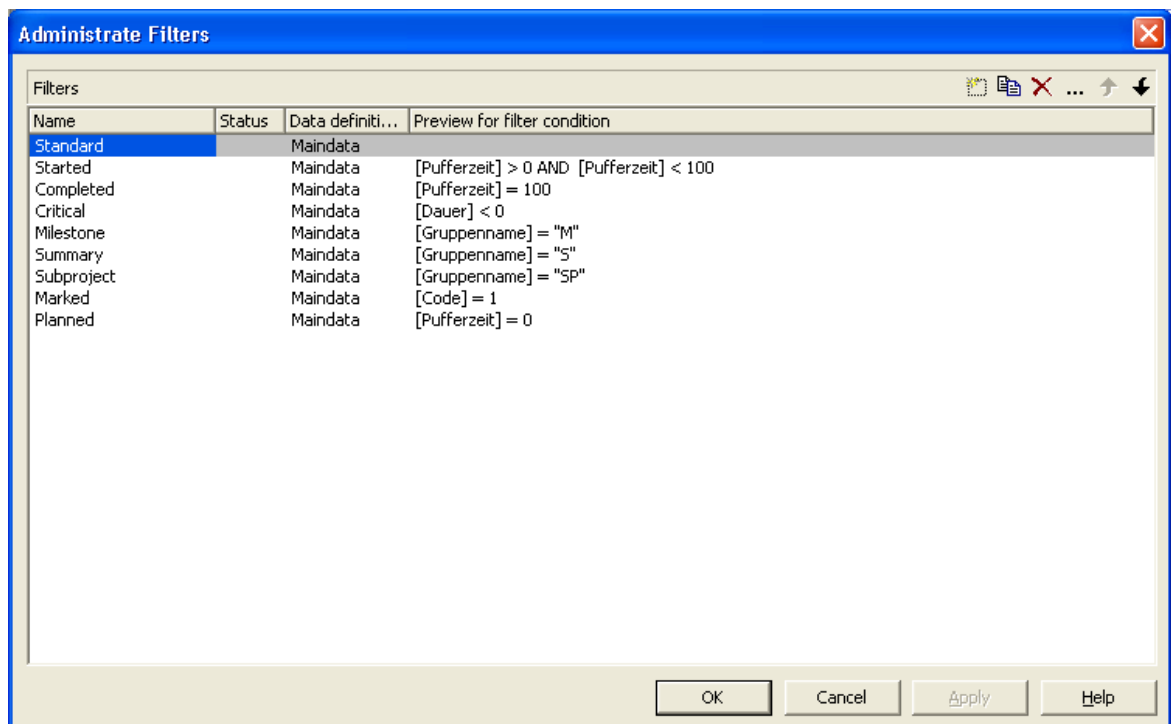 Administrate Filters
Filters ...
Name Status Data definiti... Preview for filter condition
Standard Maindata
Started Maindata [Pufferzeit] > 0 AND [Pufferzeit] < 100
Completed Maindata [Pufferzeit] = 100
Critical Maindata [Dauer] < 0
Milestone Maindata [Gruppenname] = "M"
Summary Maindata [Gruppenname] = "S"
Subproject Maindata [Gruppenname] = "SP"
Marked Maindata [Code] = 1
Planned Maindata [Pufferzeit] = 0
OK Cancel Apply Help